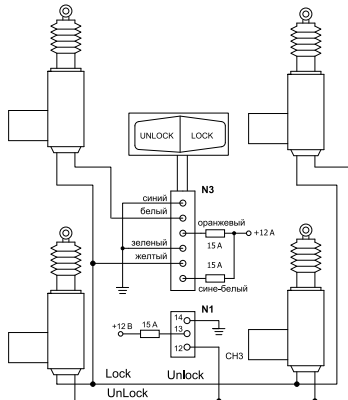 UNLOCK LOCK
N3
синий
белый
оранжевый
15 А
+12 А
зеленый
15 А
желтый
сине-белый
N1
+12 В
15 А
14
13
12
CH3
Lock
Unlock
UnLock